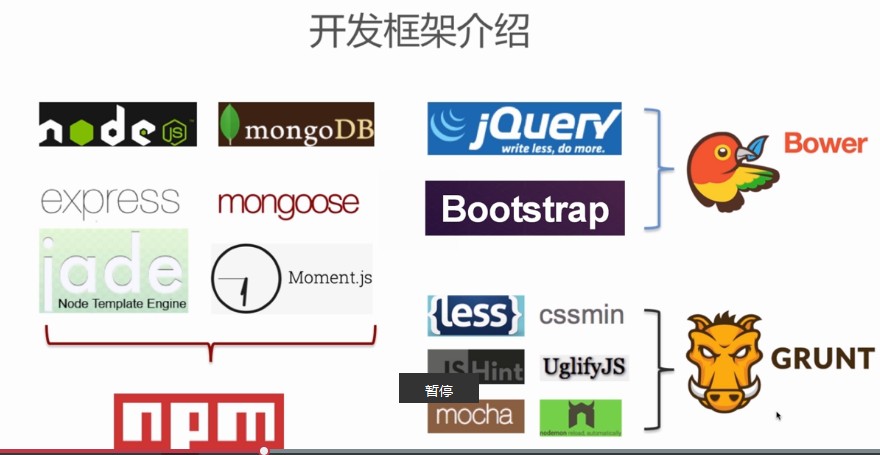 开发框架介绍
node
JS
mongoDB
express
mongoose
jade
Node Template Engine
Moment.js
npm
jQuery
write less, do more.
Bootstrap
Bower
{less}
cssmin
JSHint
UglifyJS
暂停
mocha
nodemon reload, automatically
GRUNT